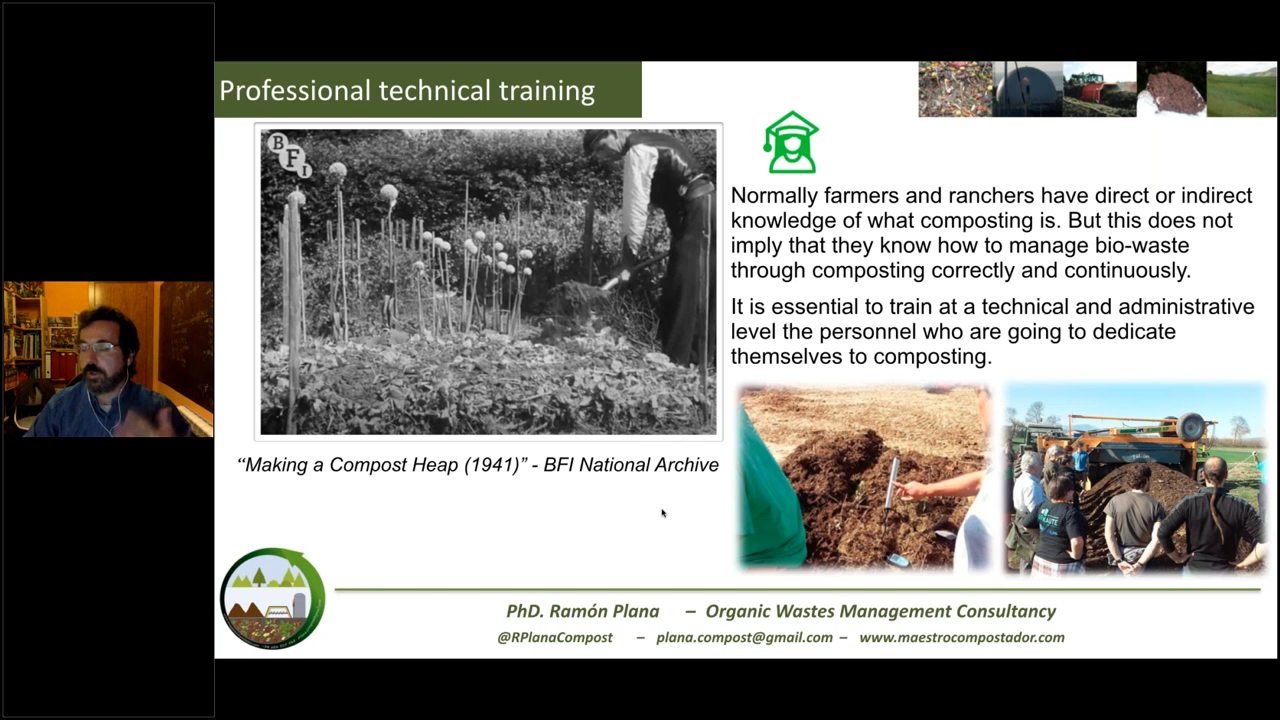 Professional technical training
BFI
Normally farmers and ranchers have direct or indirect
knowledge of what composting is. But this does not
imply that they know how to manage bio-waste
through composting correctly and continuously.
It is essential to train at a technical and administrative
level the personnel who are going to dedicate
themselves to composting.
“Making a Compost Heap (1941)” - BFI National Archive
PhD. Ramón Plana – Organic Wastes Management Consultancy
@RPlanaCompost – plana.compost@gmail.com – www.maestrocompostador.com